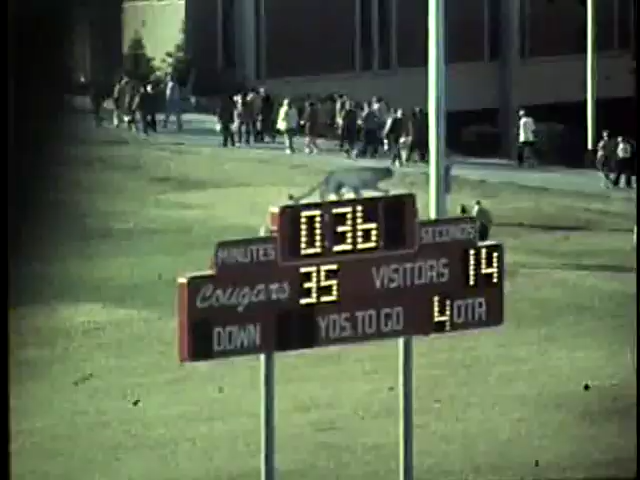 MINUTES 0:36 SECONDS
Cougars 35 VISITORS 14
DOWN YDS. TO GO 4 QTR